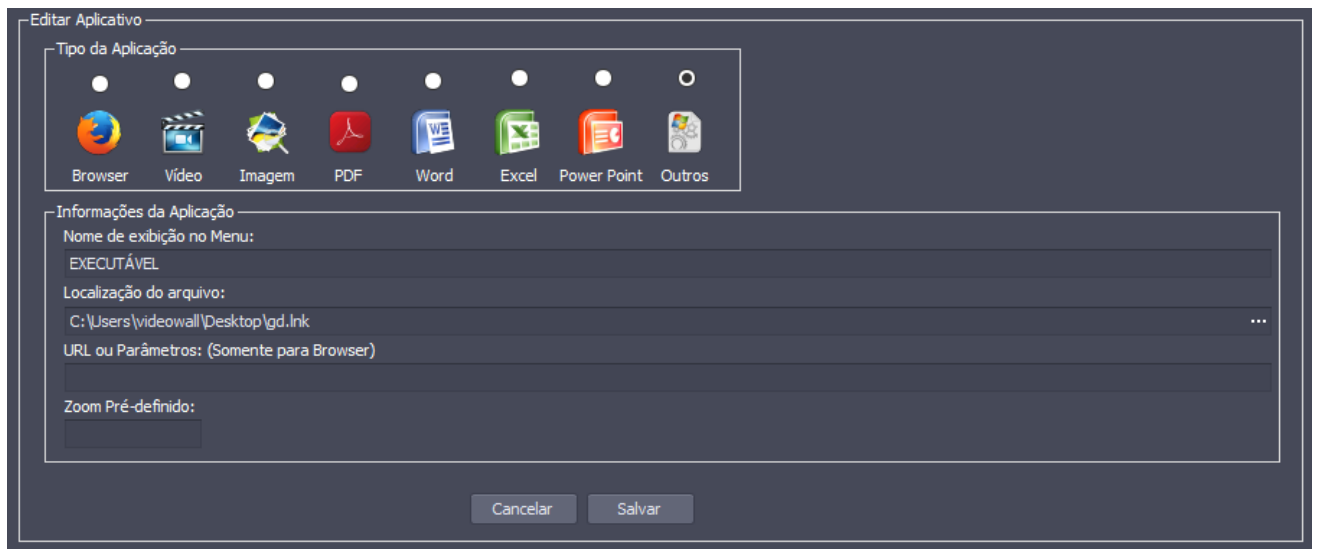 Editar Aplicativo
Tipo da Aplicação
Browser Vídeo Imagem PDF Word Excel Power Point Outros
Informações da Aplicação
Nome de exibição no Menu:
EXECUTÁVEL
Localização do arquivo:
C:\Users\videowall\Desktop\gd.lnk ...
URL ou Parâmetros: (Somente para Browser)
Zoom Pré-definido:
Cancelar Salvar